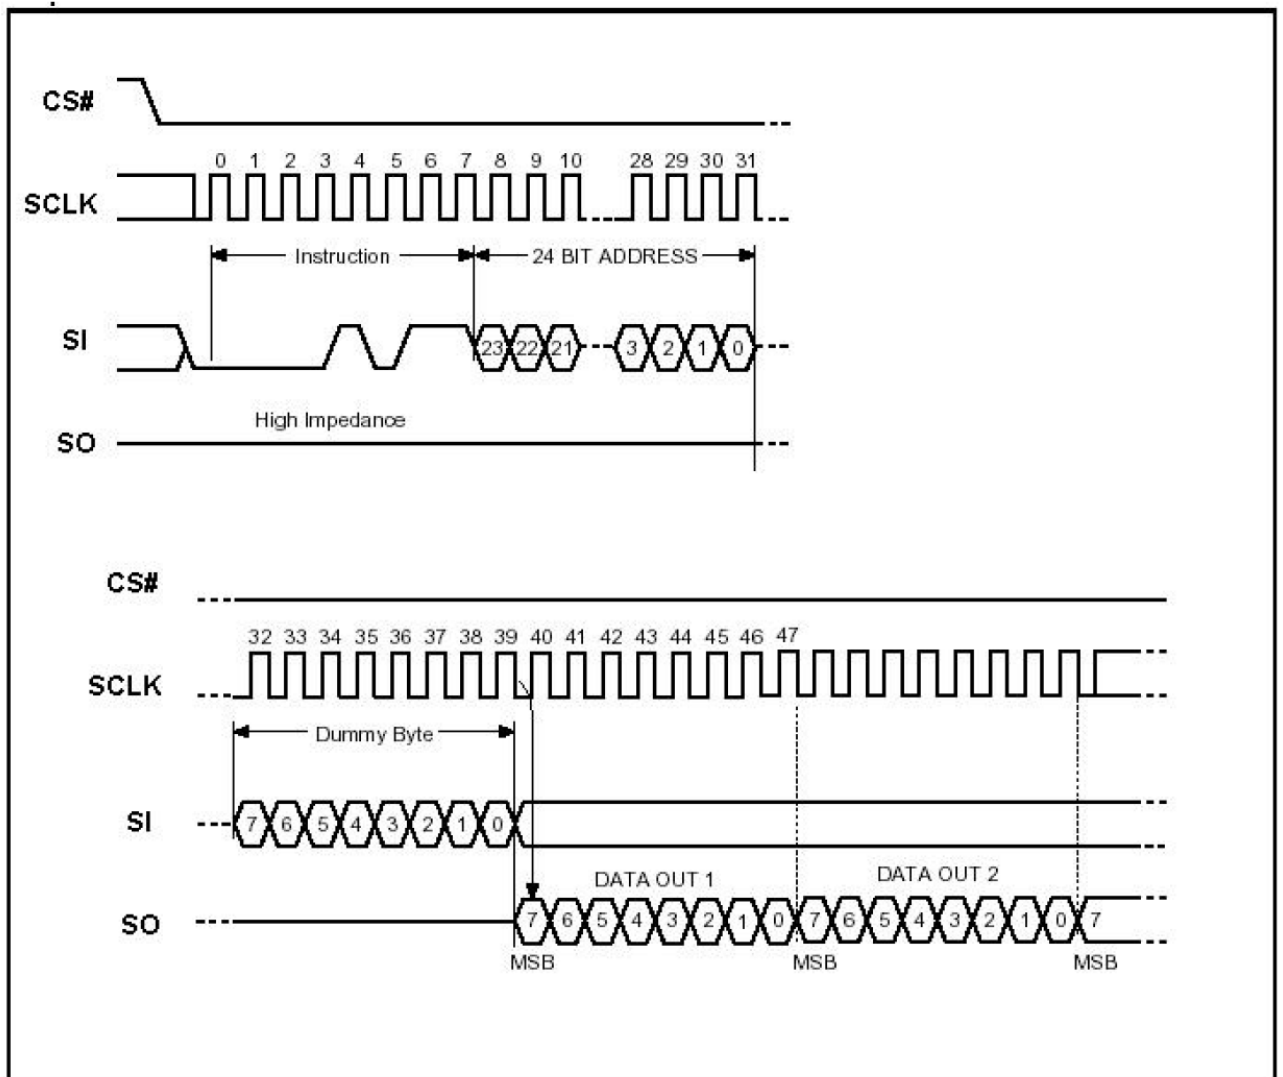 CS#
0 1 2 3 4 5 6 7 8 9 10 28 29 30 31
SCLK
Instruction 24 BIT ADDRESS
SI 23 22 21 3 2 1 0
High Impedance
SO
CS#
32 33 34 35 36 37 38 39 40 41 42 43 44 45 46 47
SCLK
Dummy Byte
SI 7 6 5 4 3 2 1 0
DATA OUT 1 DATA OUT 2
SO 7 6 5 4 3 2 1 0 7 6 5 4 3 2 1 0 7
MSB MSB MSB